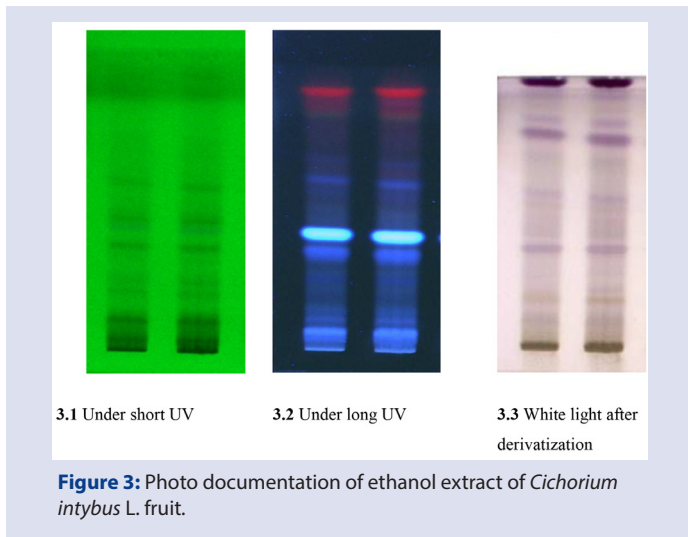 3.1 Under short UV
3.2 Under long UV
3.3 White light after
derivatization
Figure 3: Photo documentation of ethanol extract of Cichorium
intybus L. fruit.